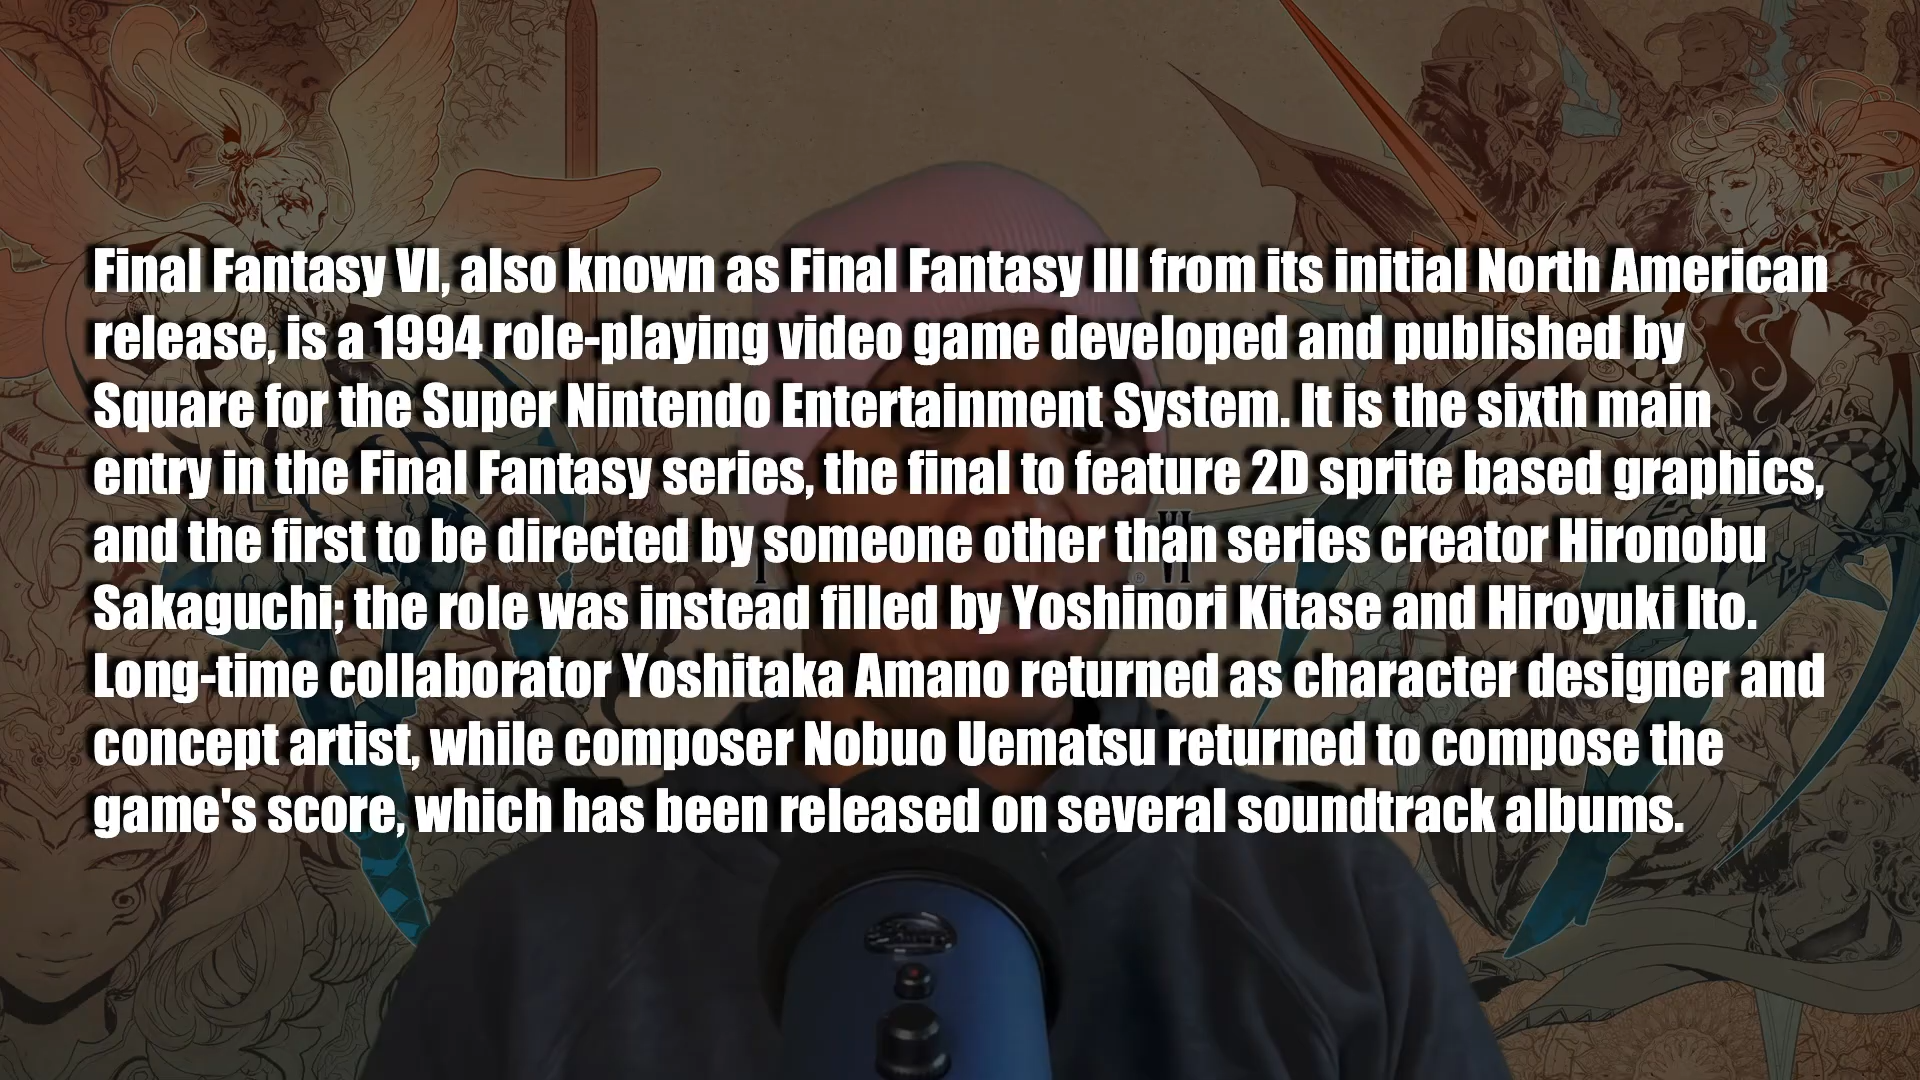 Final Fantasy VI, also known as Final Fantasy III from its initial North American
release, is a 1994 role-playing video game developed and published by
Square for the Super Nintendo Entertainment System. It is the sixth main
entry in the Final Fantasy series, the final to feature 2D sprite based graphics,
and the first to be directed by someone other than series creator Hironobu
Sakaguchi; the role was instead filled by Yoshinori Kitase and Hiroyuki Ito.
Long-time collaborator Yoshitaka Amano returned as character designer and
concept artist, while composer Nobuo Uematsu returned to compose the
game's score, which has been released on several soundtrack albums.